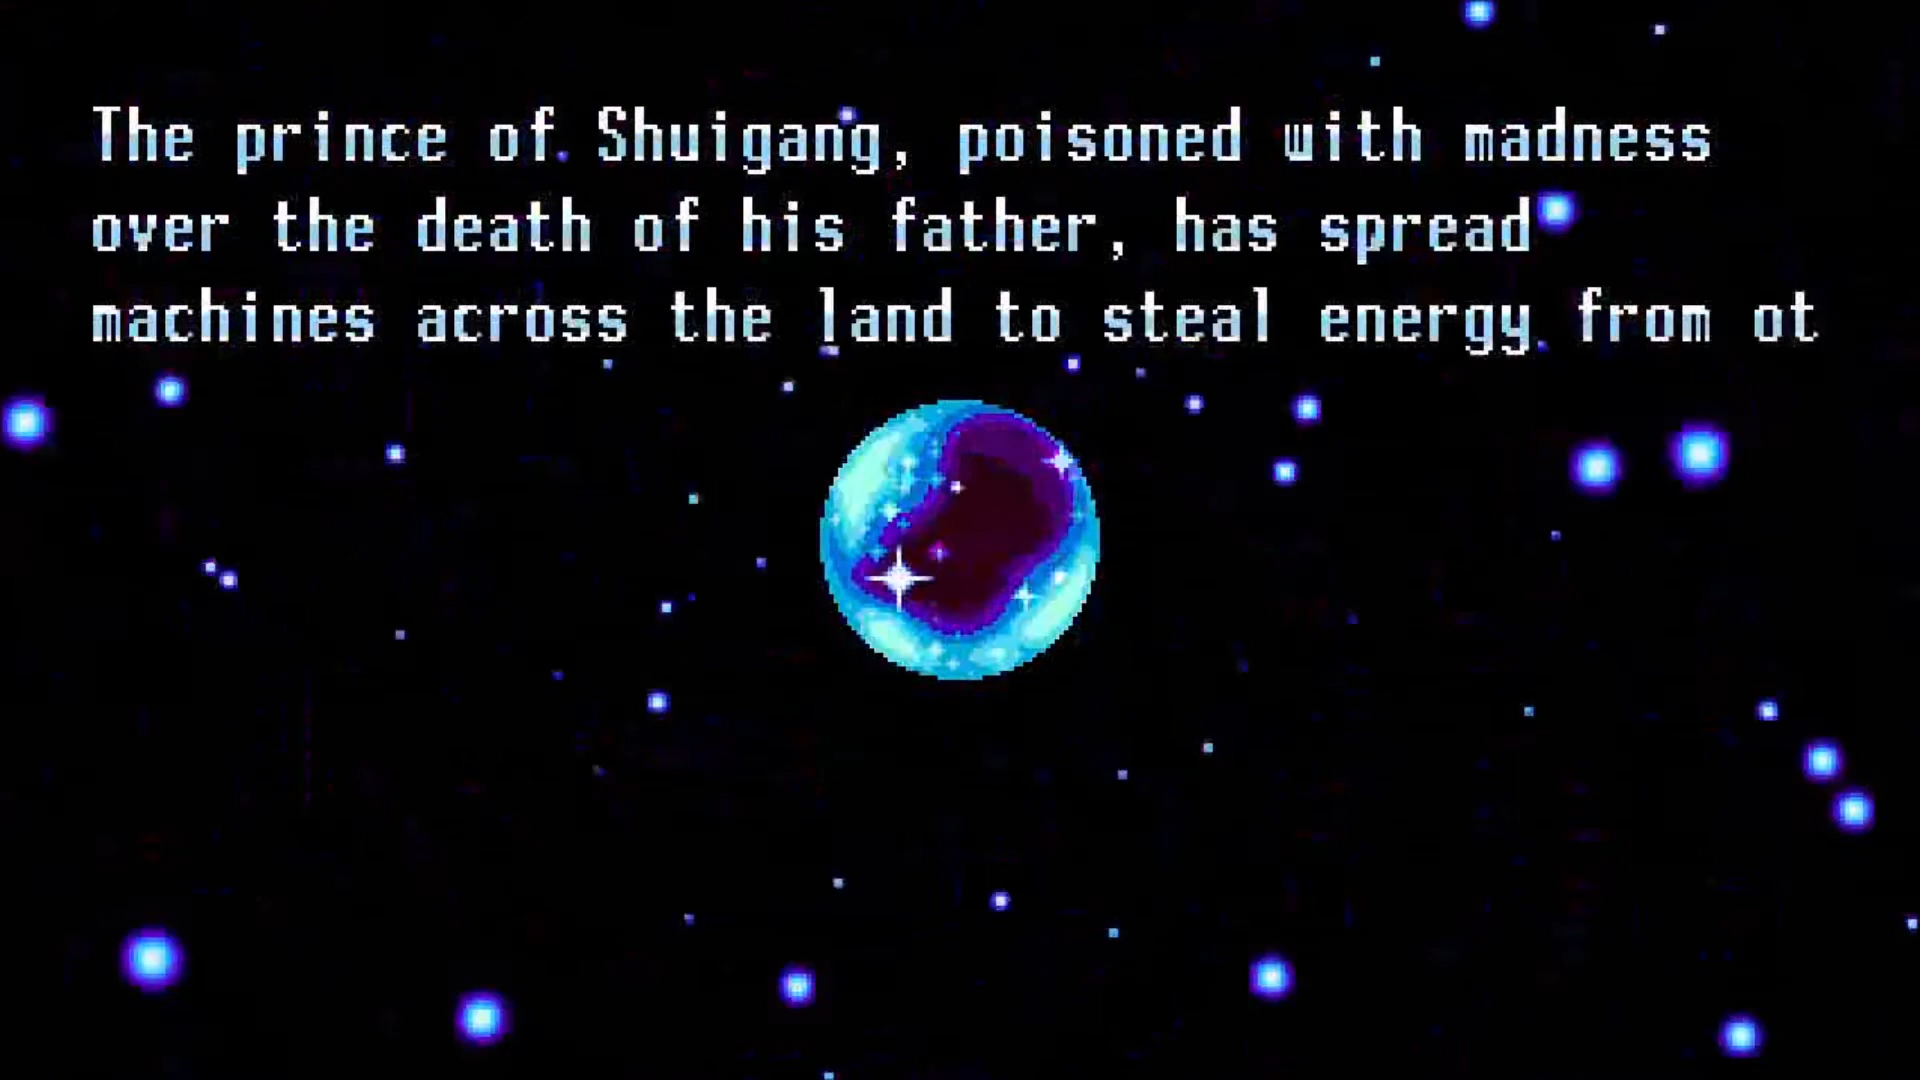 The prince of Shuigang, poisoned with madness
over the death of his father, has spread
machines across the land to steal energy from ot